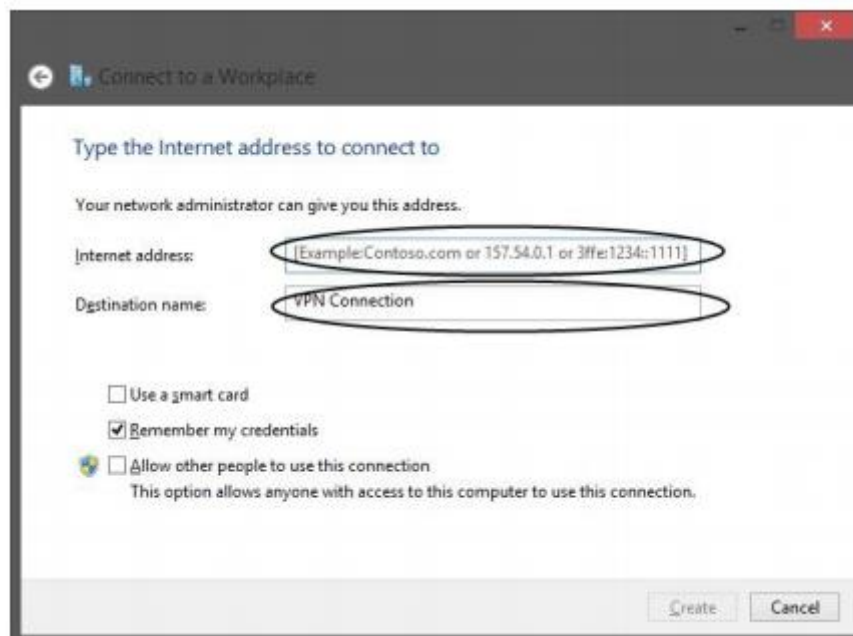 Connect to a Workplace
Type the Internet address to connect to
Your network administrator can give you this address.
Internet address: [Example:Contoso.com or 157.54.0.1 or 3ffe:1234::1111]
Destination name: VPN Connection
Use a smart card
Remember my credentials
Allow other people to use this connection
This option allows anyone with access to this computer to use this connection.
Create Cancel